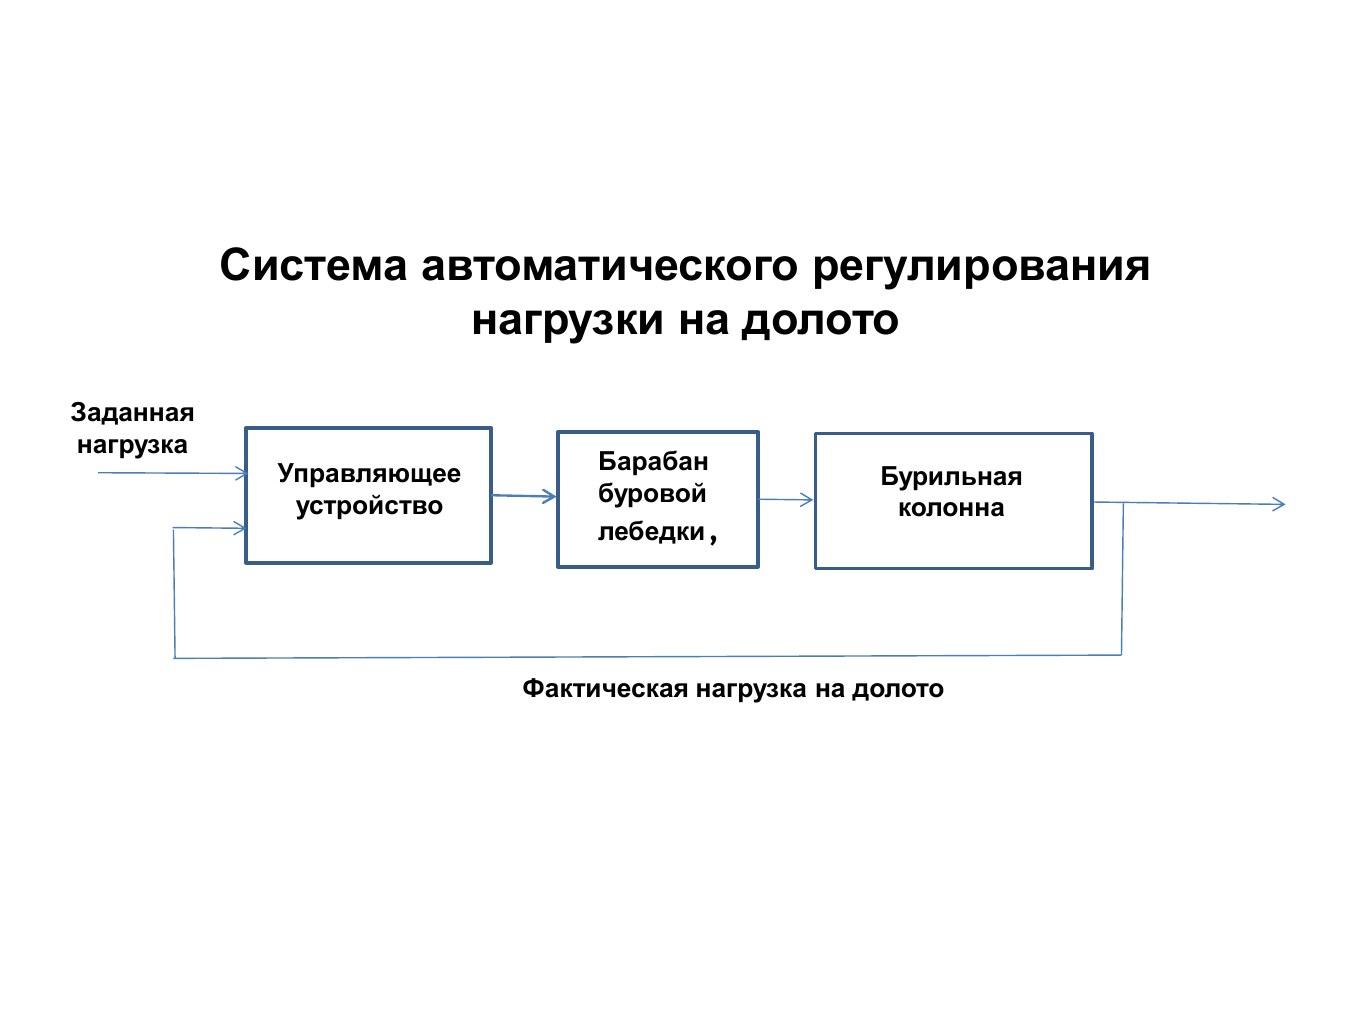 Система автоматического регулирования
нагрузки на долото
Заданная
нагрузка
Управляющее
устройство
Барабан
буровой
лебедки,
Бурильная
колонна
Фактическая нагрузка на долото